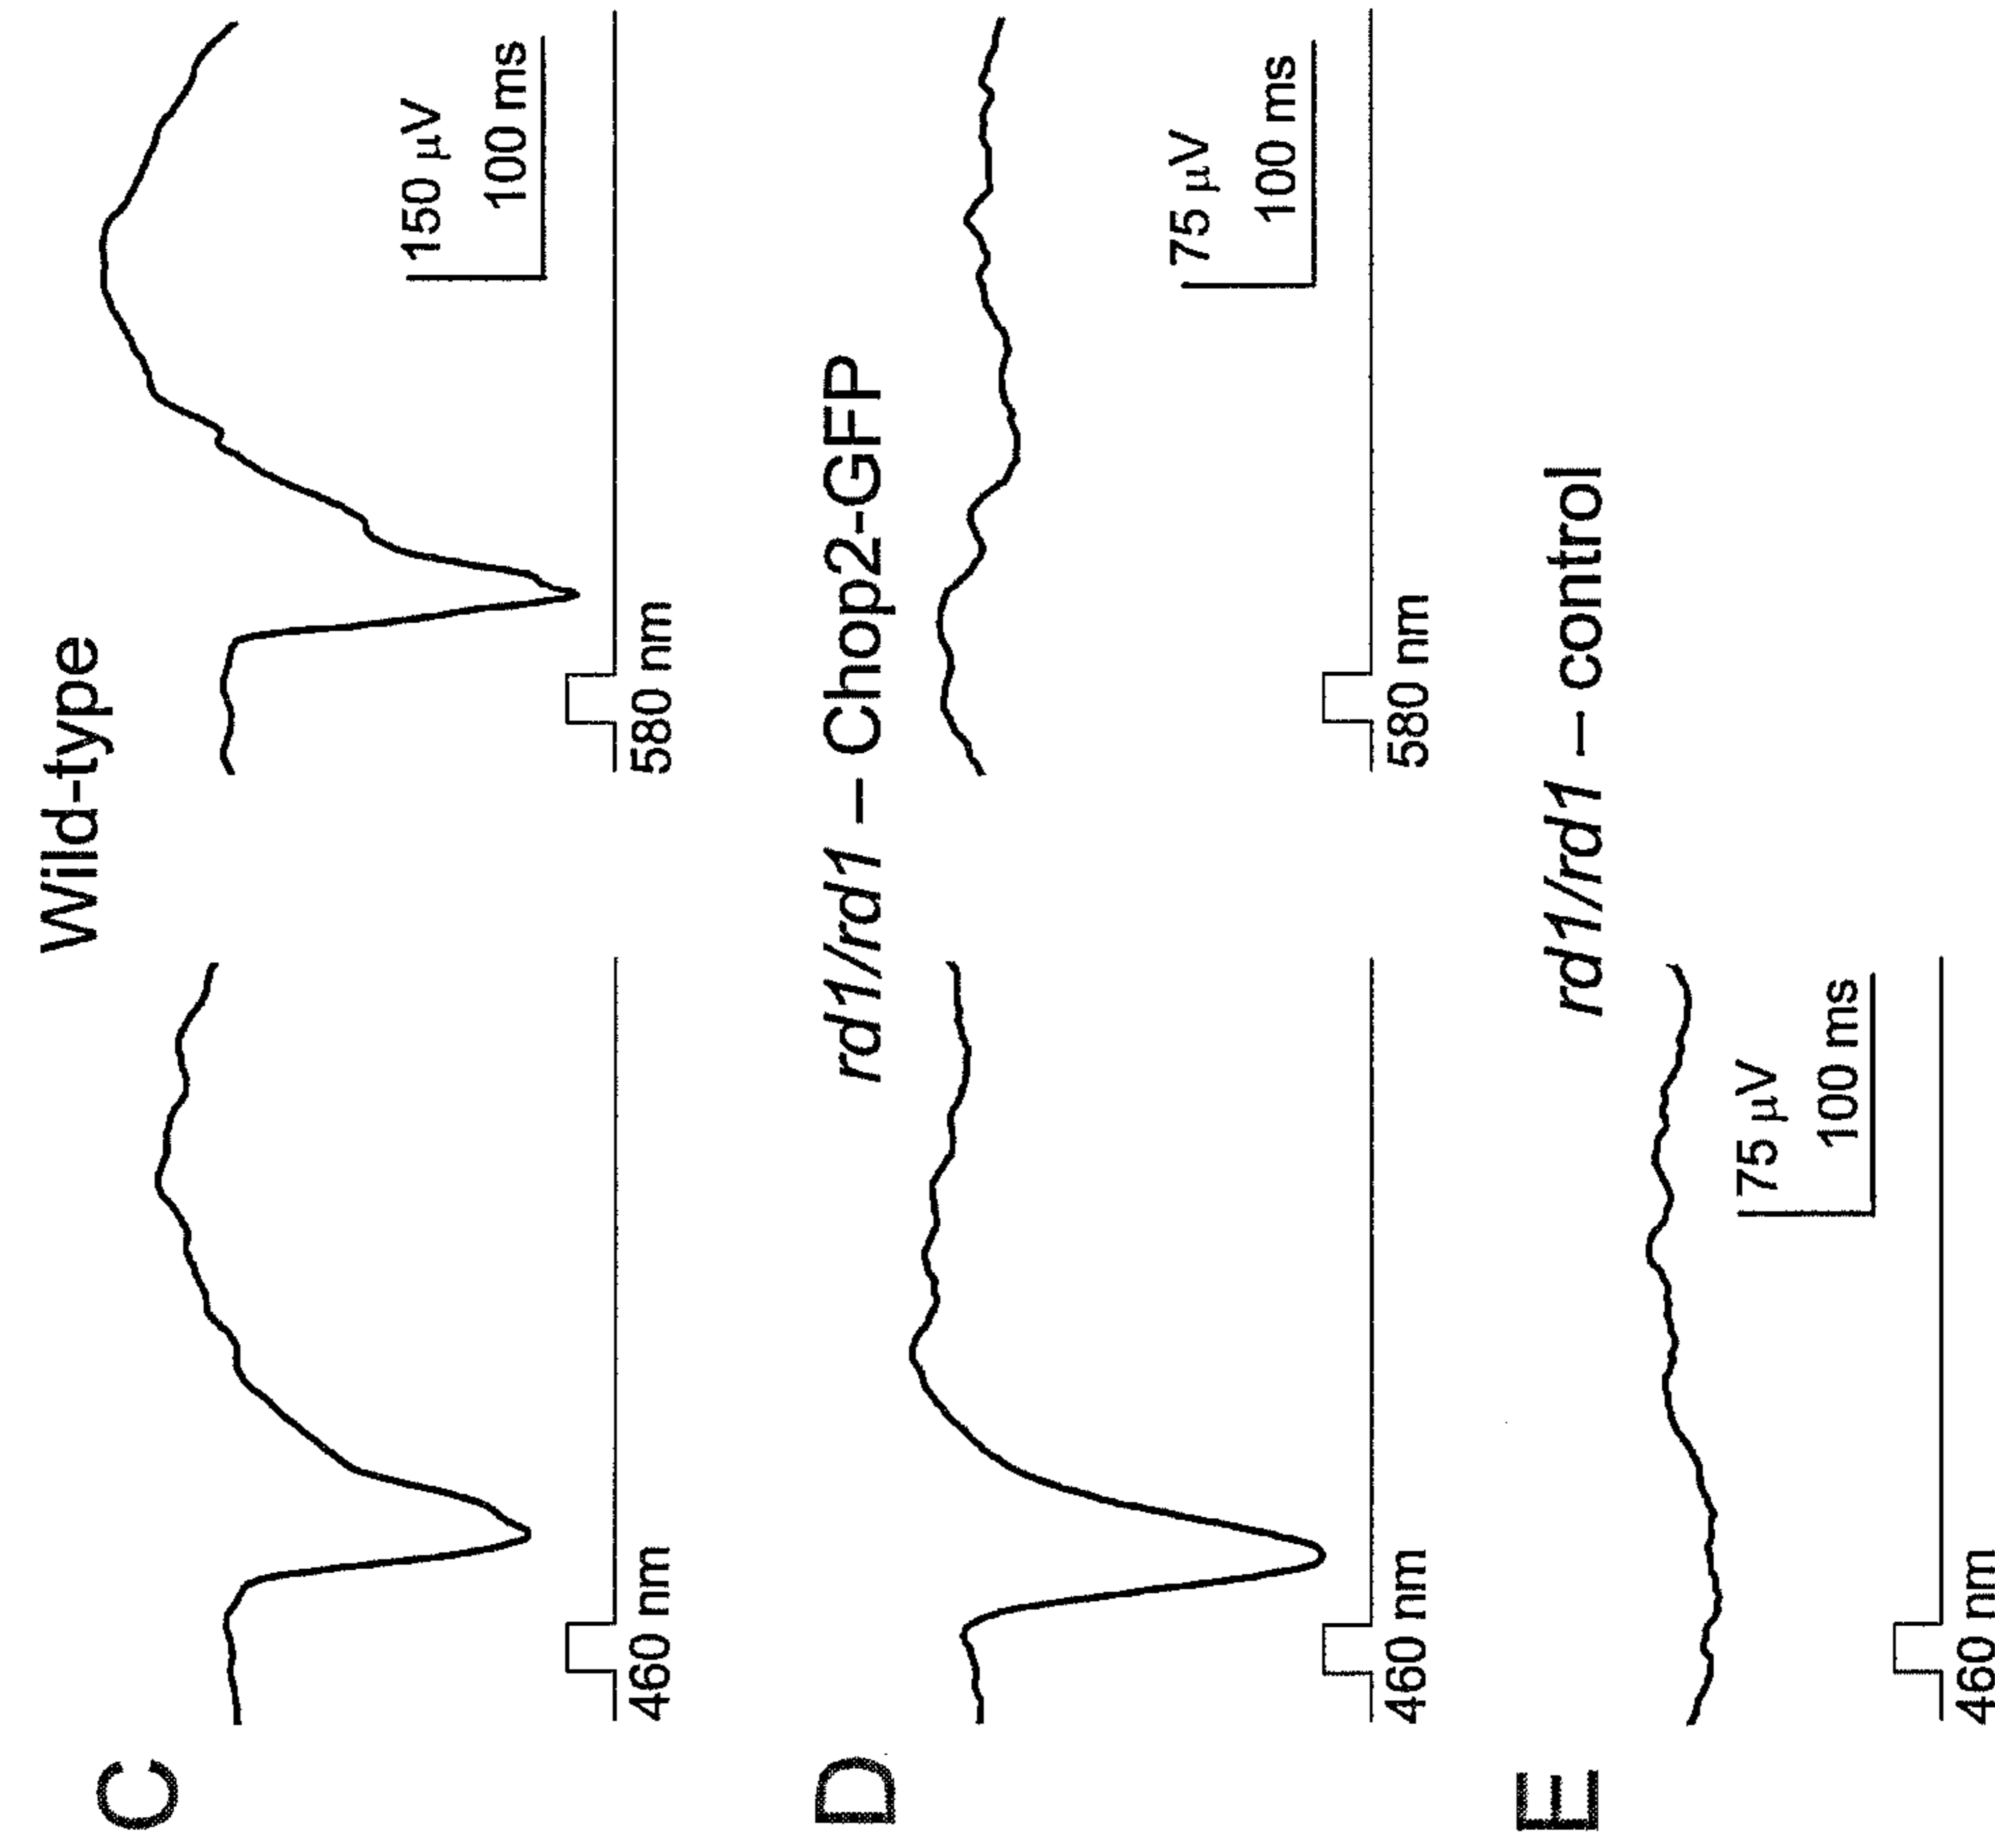 C
Wild-type
150 µV
100 ms
460 nm
580 nm
D
rd1/rd1 – Chop2-GFP
75 µV
100 ms
460 nm
580 nm
E
rd1/rd1 – control
75 µV
100 ms
460 nm